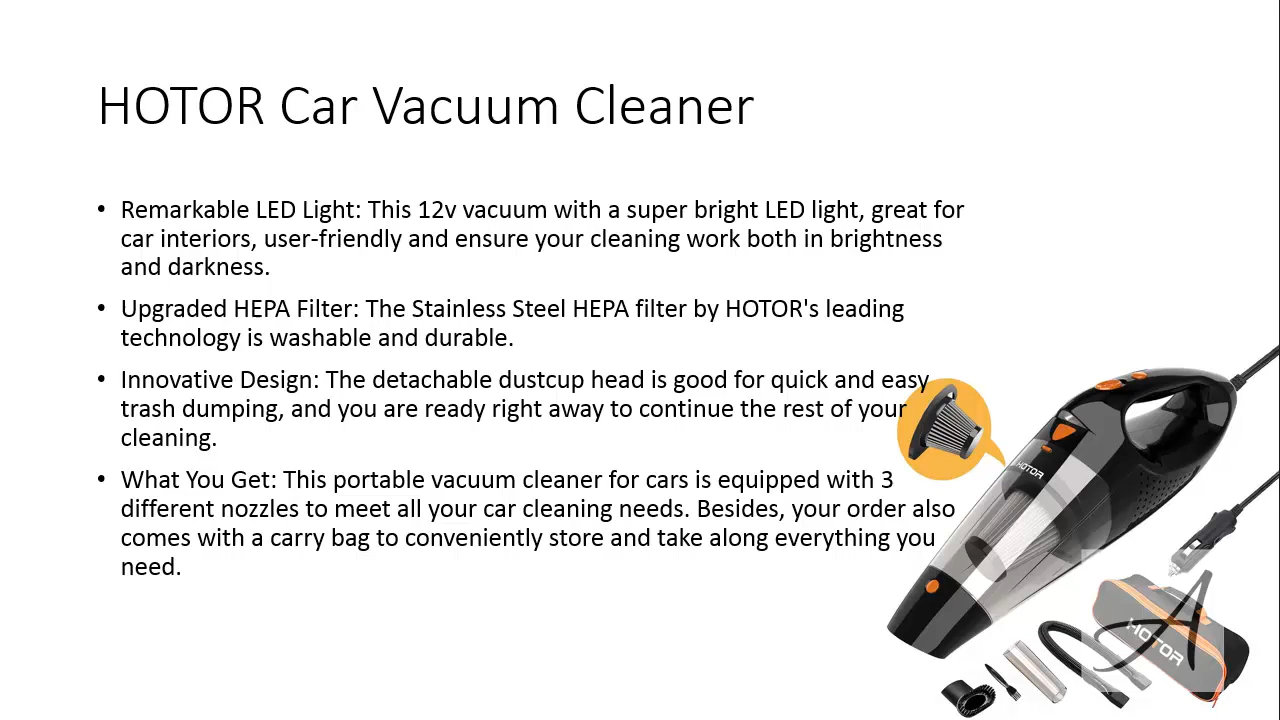 HOTOR Car Vacuum Cleaner
• Remarkable LED Light: This 12v vacuum with a super bright LED light, great for
car interiors, user-friendly and ensure your cleaning work both in brightness
and darkness.
• Upgraded HEPA Filter: The Stainless Steel HEPA filter by HOTOR's leading
technology is washable and durable.
• Innovative Design: The detachable dustcup head is good for quick and easy
trash dumping, and you are ready right away to continue the rest of your
cleaning.
• What You Get: This portable vacuum cleaner for cars is equipped with 3
different nozzles to meet all your car cleaning needs. Besides, your order also
comes with a carry bag to conveniently store and take along everything you
need.
HOTOR
HOTOR
A